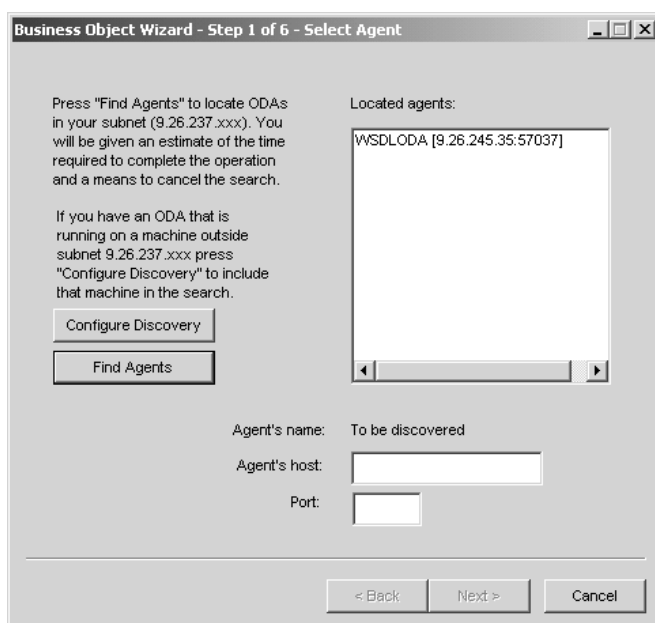 Business Object Wizard - Step 1 of 6 - Select Agent
Press "Find Agents" to locate ODAs
in your subnet (9.26.237.xxx). You
will be given an estimate of the time
required to complete the operation
and a means to cancel the search.
If you have an ODA that is
running on a machine outside
subnet 9.26.237.xxx press
"Configure Discovery" to include
that machine in the search.
Configure Discovery
Find Agents
Located agents:
WSDLODA [9.26.245.35:57037]
Agent's name: To be discovered
Agent's host:
Port:
< Back Next > Cancel